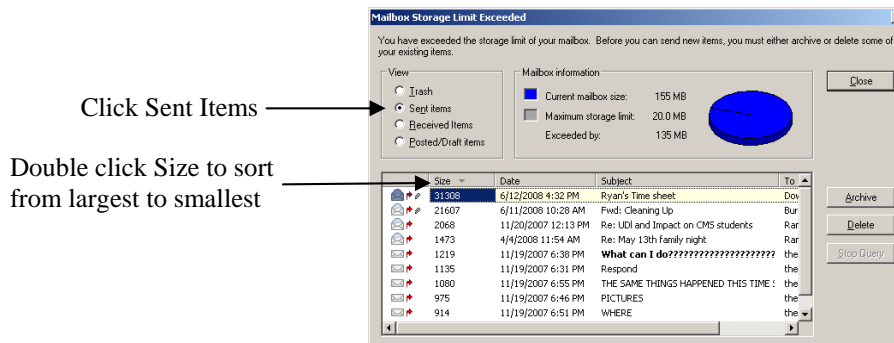 Mailbox Storage Limit Exceeded
You have exceeded the storage limit of your mailbox. Before you can send new items, you must either archive or delete some of
your existing items.
View
Trash
Sent items
Received Items
Posted/Draft items
Mailbox information
Current mailbox size: 155 MB
Maximum storage limit: 20.0 MB
Exceeded by: 135 MB
Close
Click Sent Items
Double click Size to sort
from largest to smallest
Size Date Subject To
31308 6/12/2008 4:32 PM Ryan's Time sheet Dov
21607 6/11/2008 10:28 AM Fwd: Cleaning Up Bur
2068 11/20/2007 12:13 PM Re: UDl and Impact on CMS students Rar
1473 4/4/2008 11:54 AM Re: May 13th family night Rar
1219 11/19/2007 6:38 PM What can I do????????????????????? the
1135 11/19/2007 6:31 PM Respond the
1080 11/19/2007 6:55 PM THE SAME THINGS HAPPENED THIS TIME S the
975 11/19/2007 6:46 PM PICTURES the
914 11/19/2007 6:51 PM WHERE the
Archive
Delete
Stop Query